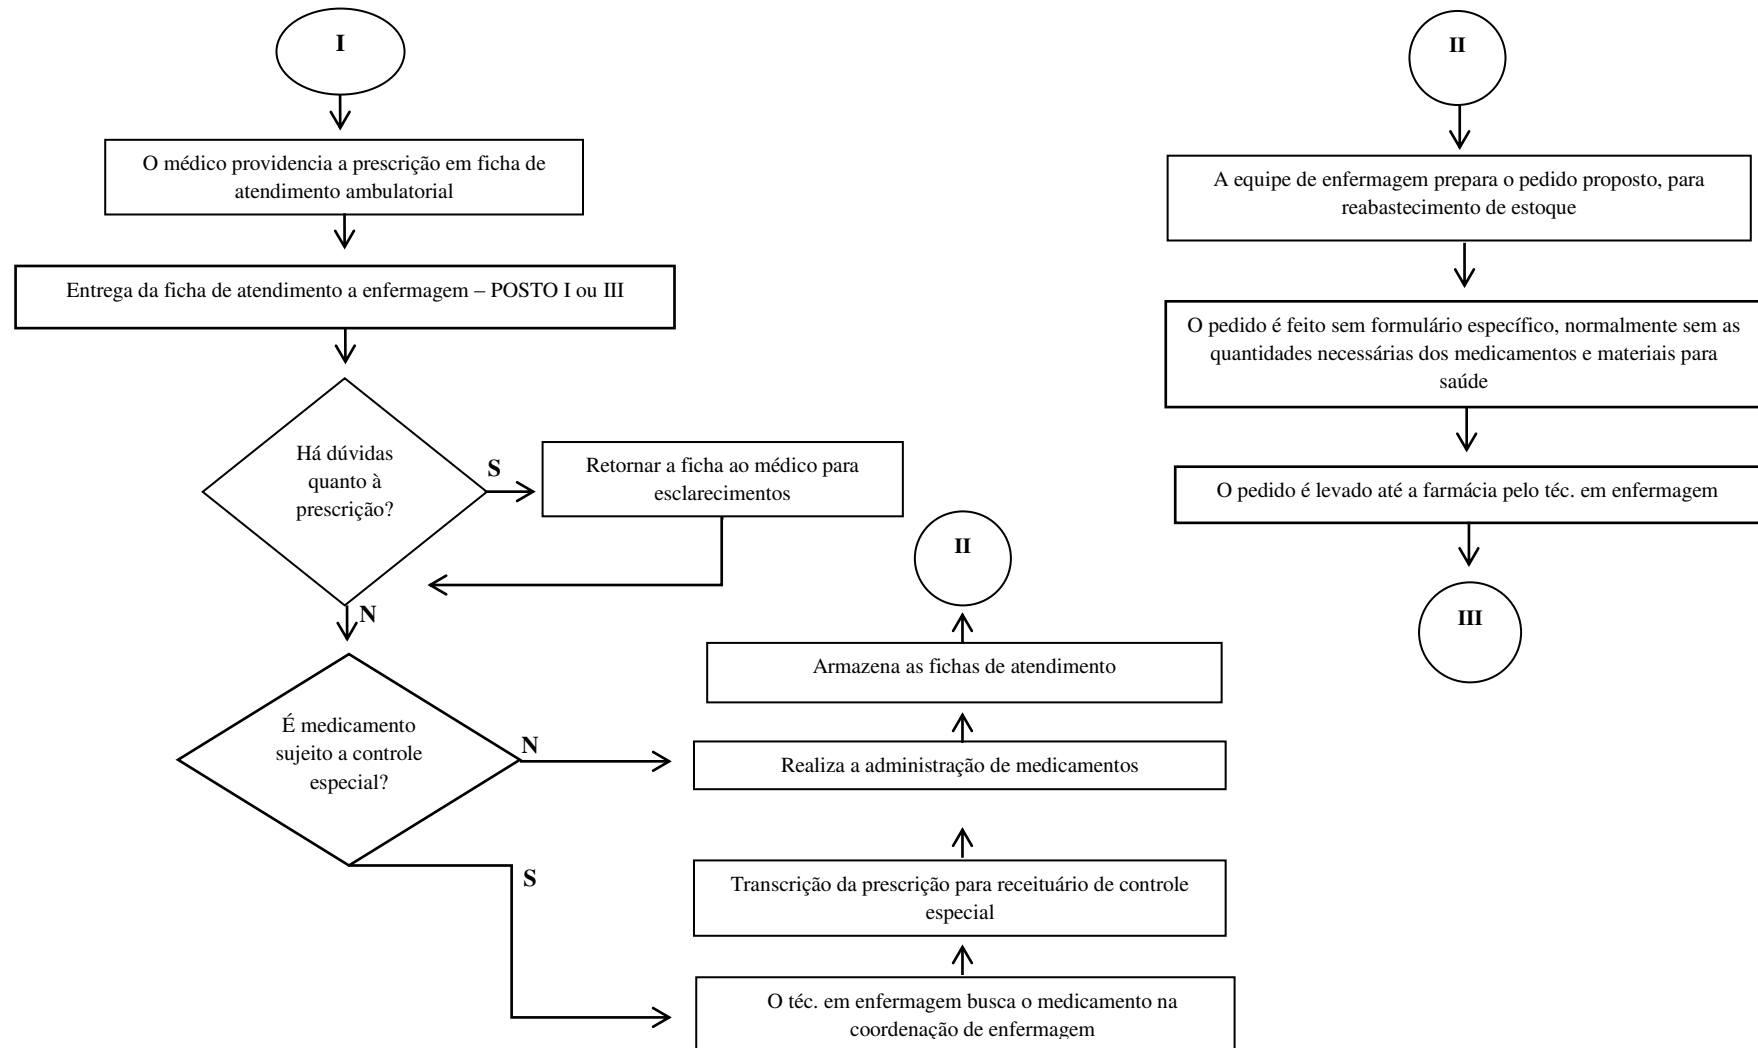 I
O médico providencia a prescrição em ficha de
atendimento ambulatorial
Entrega da ficha de atendimento a enfermagem – POSTO I ou III
Há dúvidas
quanto à
prescrição?
S
Retornar a ficha ao médico para
esclarecimentos
N
É medicamento
sujeito a controle
especial?
N
S
II
Armazena as fichas de atendimento
Realiza a administração de medicamentos
Transcrição da prescrição para receituário de controle
especial
O téc. em enfermagem busca o medicamento na
coordenação de enfermagem
II
A equipe de enfermagem prepara o pedido proposto, para
reabastecimento de estoque
O pedido é feito sem formulário específico, normalmente sem as
quantidades necessárias dos medicamentos e materiais para
saúde
O pedido é levado até a farmácia pelo téc. em enfermagem
III